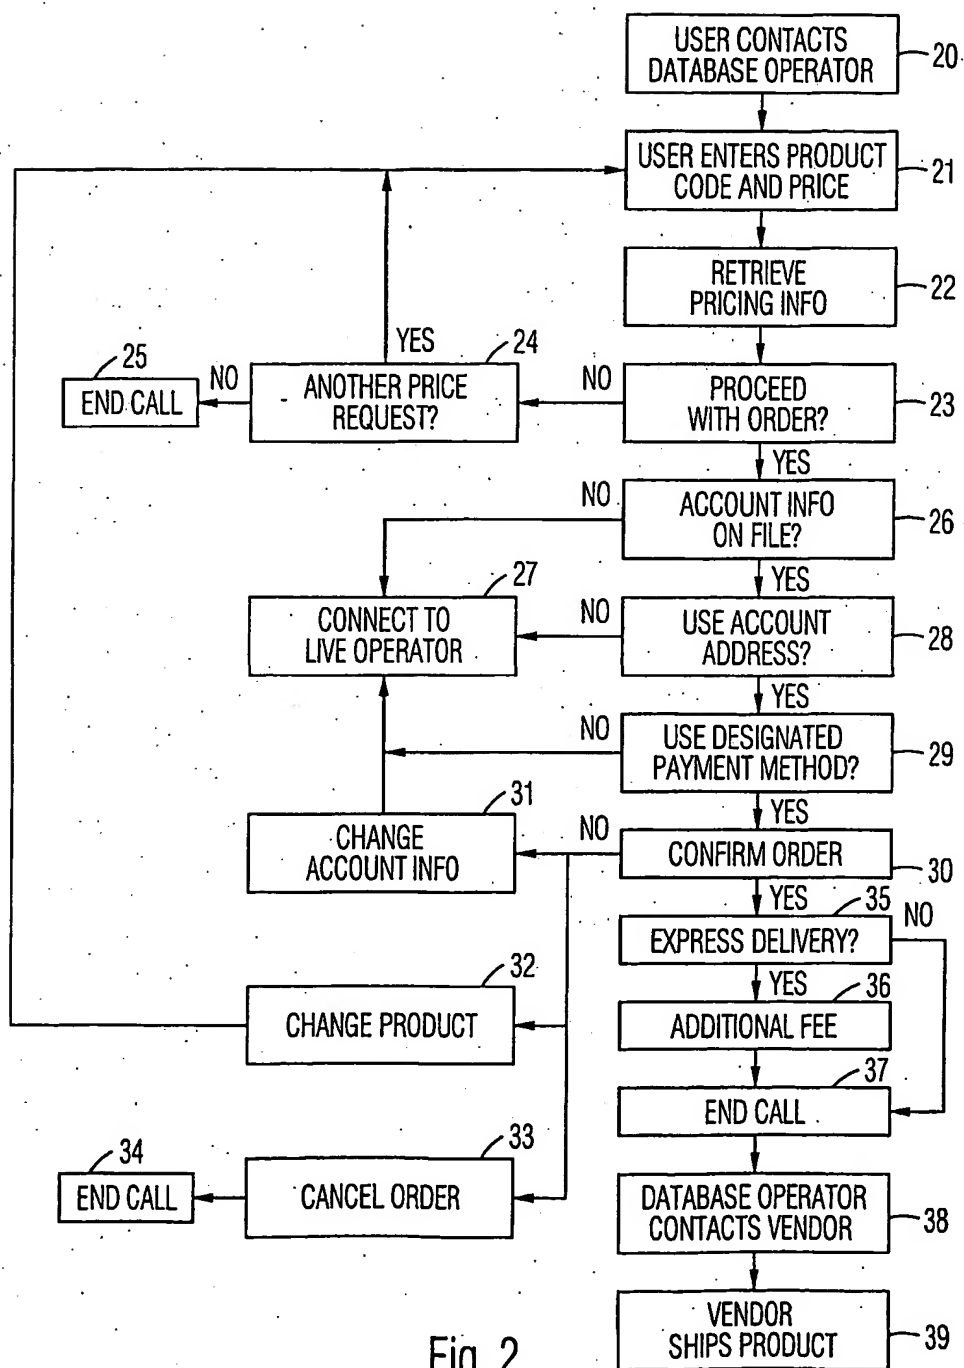 USER CONTACTS
DATABASE OPERATOR
20
USER ENTERS PRODUCT
CODE AND PRICE
21
RETRIEVE
PRICING INFO
22
YES
24
25
NO
END CALL
ANOTHER PRICE
REQUEST?
NO
PROCEED
WITH ORDER?
23
YES
NO
ACCOUNT INFO
ON FILE?
26
YES
27
CONNECT TO
LIVE OPERATOR
NO
USE ACCOUNT
ADDRESS?
28
YES
NO
USE DESIGNATED
PAYMENT METHOD?
29
YES
31
CHANGE
ACCOUNT INFO
NO
CONFIRM ORDER
30
YES
35
NO
EXPRESS DELIVERY?
YES
36
32
CHANGE PRODUCT
ADDITIONAL FEE
37
END CALL
34
33
END CALL
CANCEL ORDER
DATABASE OPERATOR
CONTACTS VENDOR
38
VENDOR
SHIPS PRODUCT
39
Fig. 2